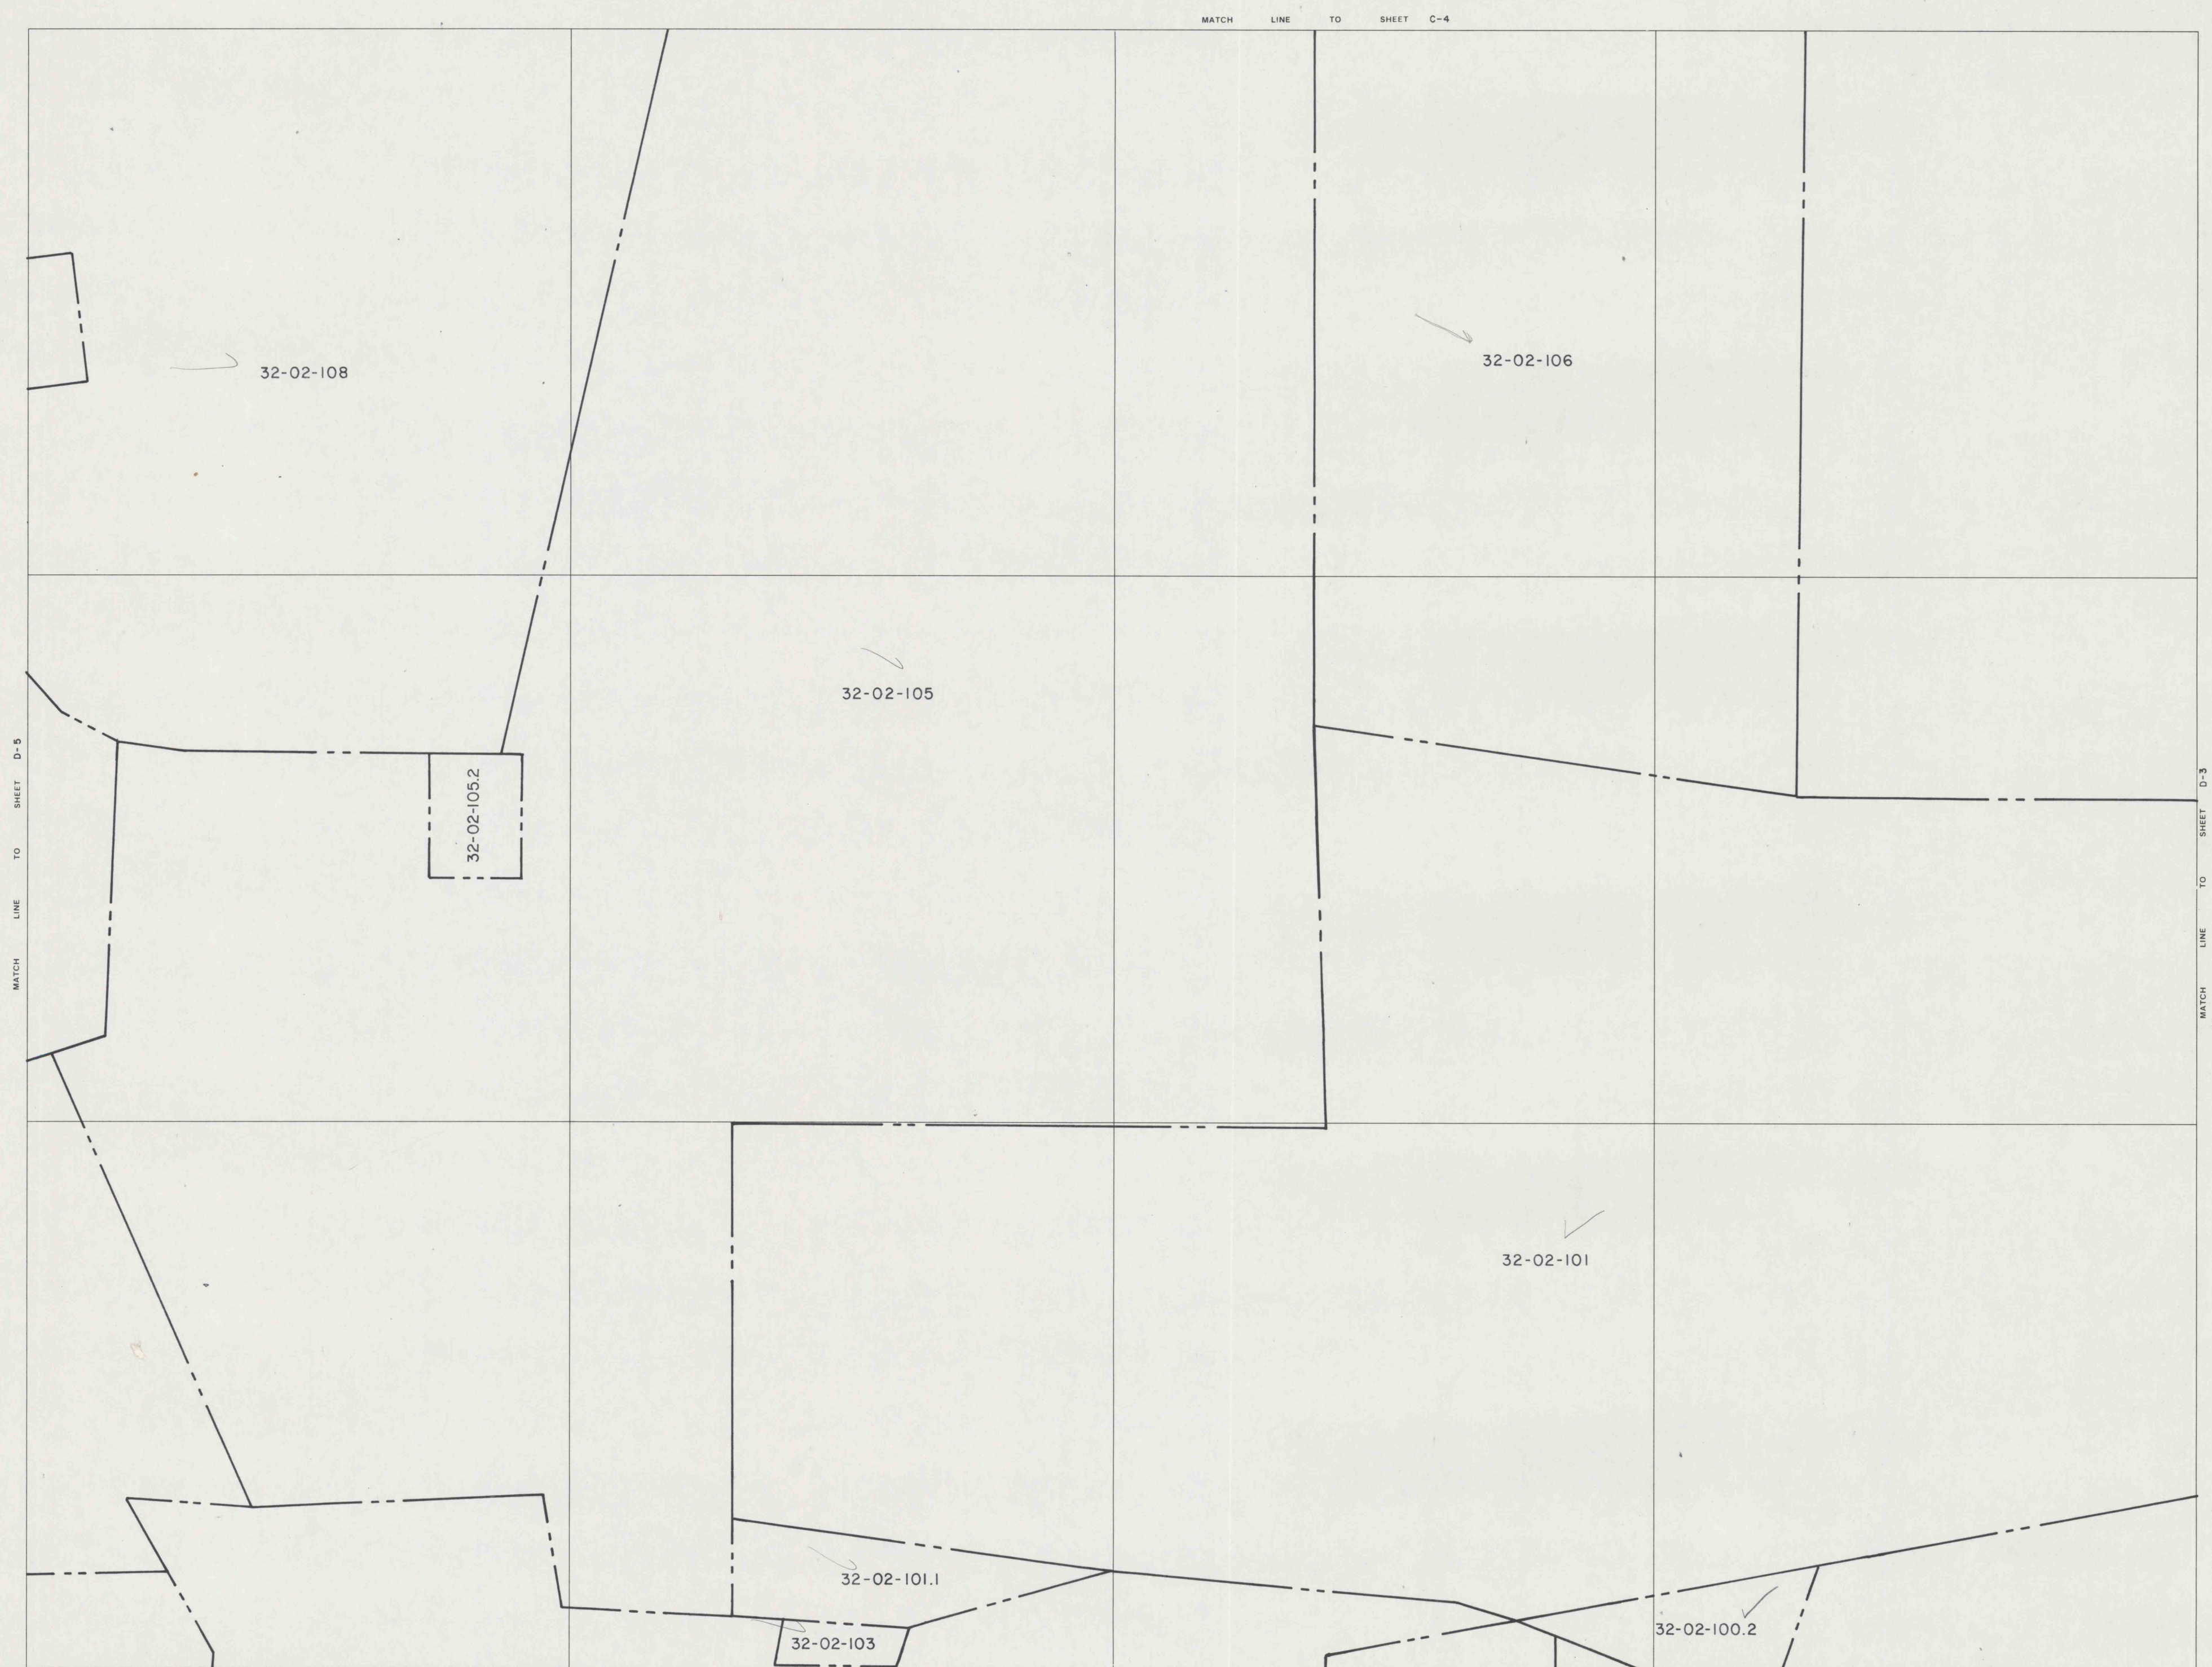 MATCH LINE TO SHEET C-4
32-02-108
32-02-106
32-02-105
MATCH LINE TO SHEET D-5
32-02-105.2
MATCH LINE TO SHEET D-3
32-02-101
32-02-101.1
32-02-103
32-02-100.2